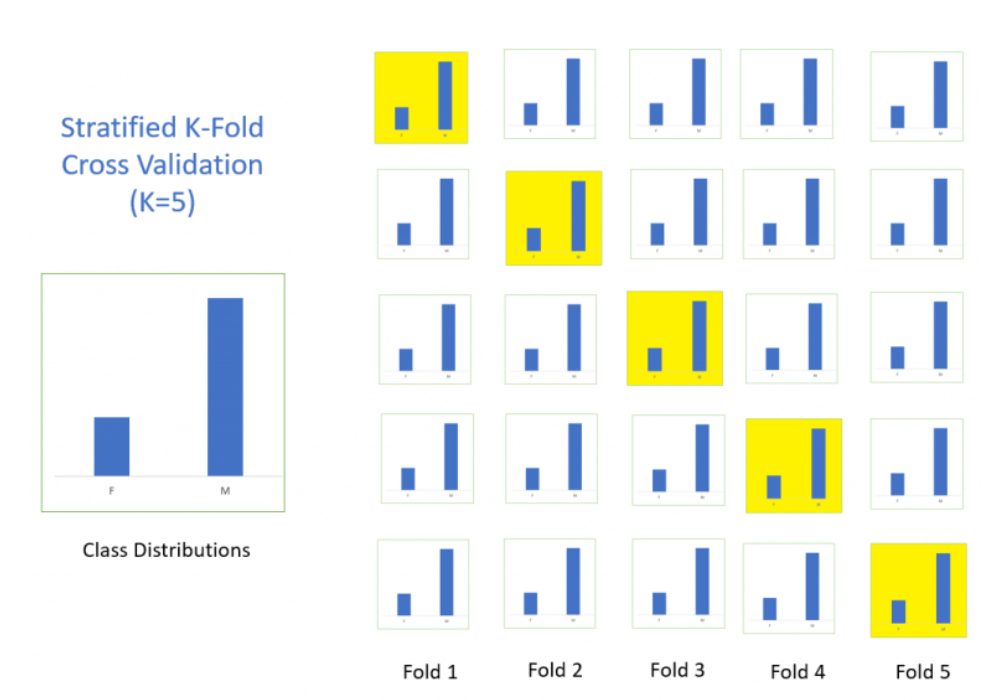 Stratified K-Fold
Cross Validation
(K=5)
F M
Class Distributions
Fold 1 Fold 2 Fold 3 Fold 4 Fold 5